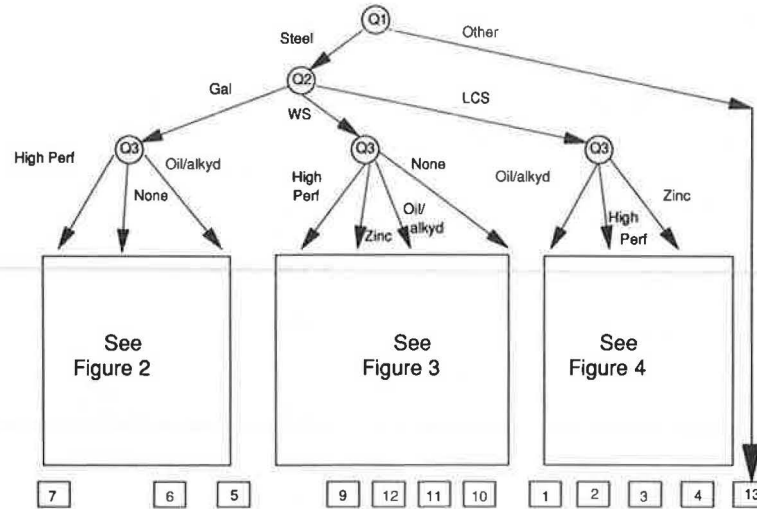 Q1
Steel
Other
Q2
Gal
WS
LCS
Q3
Q3
Q3
High Perf
Oil/alkyd
None
High
Perf
Zinc
Oil/
alkyd
None
Oil/alkyd
High
Perf
Zinc
See
Figure 2
See
Figure 3
See
Figure 4
7
6
5
9
12
11
10
1
2
3
4
13